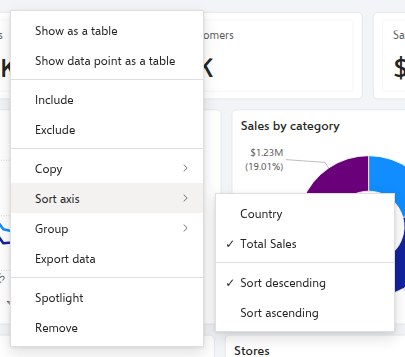 Show as a table
Show data point as a table
Include
Exclude
Copy
Sort axis
Group
Export data
Spotlight
Remove
Country
✓ Total Sales
✓ Sort descending
Sort ascending
omers
K
K
Sa
$
Sales by category
$1.23M
(19.01%)
Stores